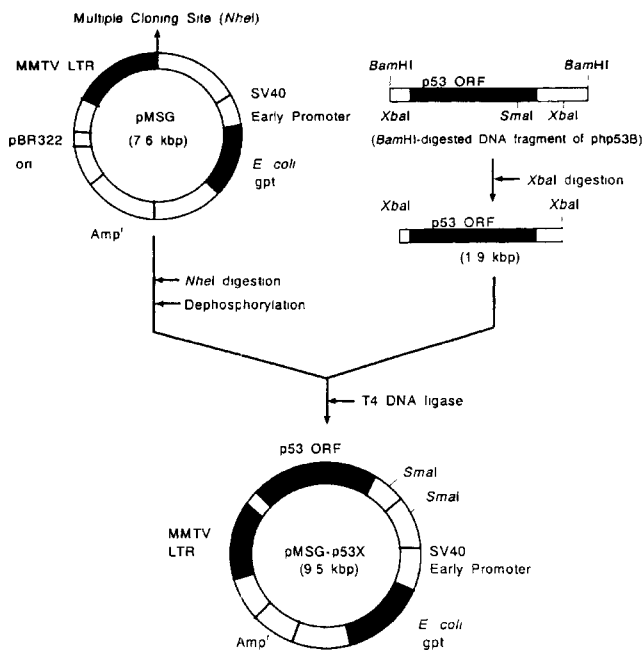 Multiple Cloning Site (NheI)
MMTV LTR
pMSG
(7 6 kbp)
SV40
Early Promoter
pBR322
ori
E coli
gpt
Ampʳ
BamHI
BamHI
p53 ORF
XbaI
SmaI
XbaI
(BamHI-digested DNA fragment of php53B)
XbaI digestion
XbaI
XbaI
p53 ORF
(1 9 kbp)
NheI digestion
Dephosphorylation
T4 DNA ligase
p53 ORF
SmaI
SmaI
MMTV
LTR
pMSG-p53X
(9 5 kbp)
SV40
Early Promoter
Ampʳ
E coli
gpt